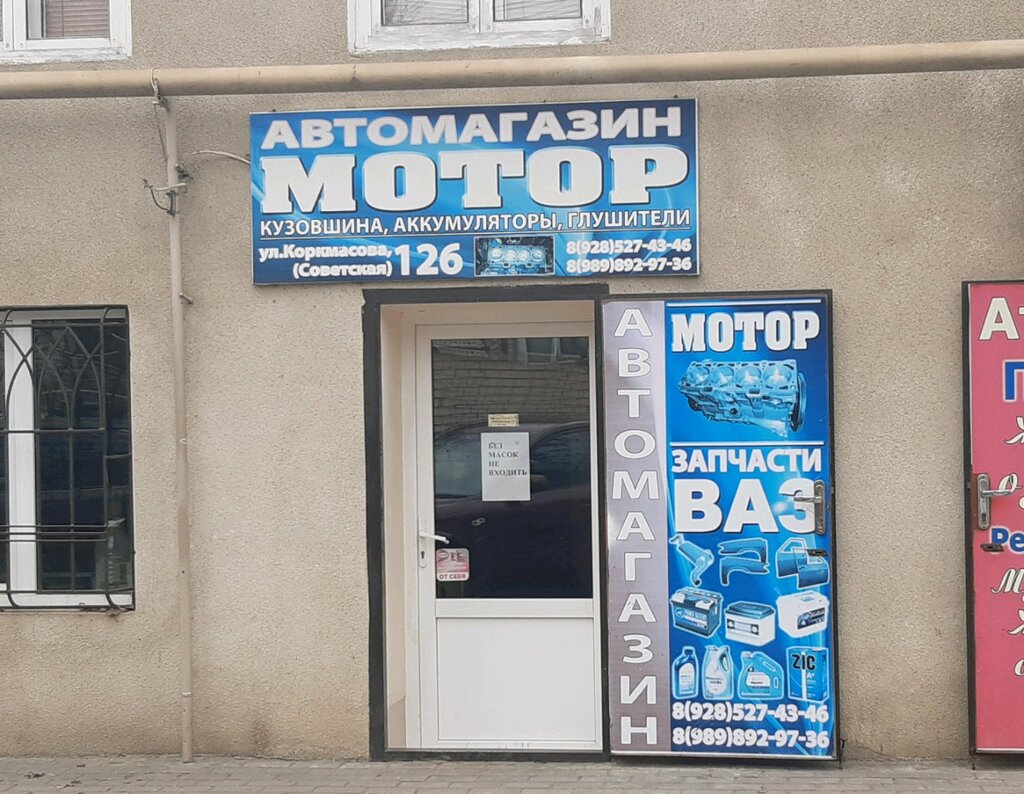 АВТОМАГАЗИН
МОТОР
КУЗОВШИНА, АККУМУЛЯТОРЫ, ГЛУШИТЕЛИ
ул.Коркмасова, 126
(Советская)
8(928)527-43-46
8(989)892-97-36
БЕЗ
МАСОК
НЕ
ВХОДИТЬ
ОТ СЕБЯ
АВТОМАГАЗИН
МОТОР
ЗАПЧАСТИ
ВАЗ
ZIC
8(928)527-43-46
8(989)892-97-36
Ре